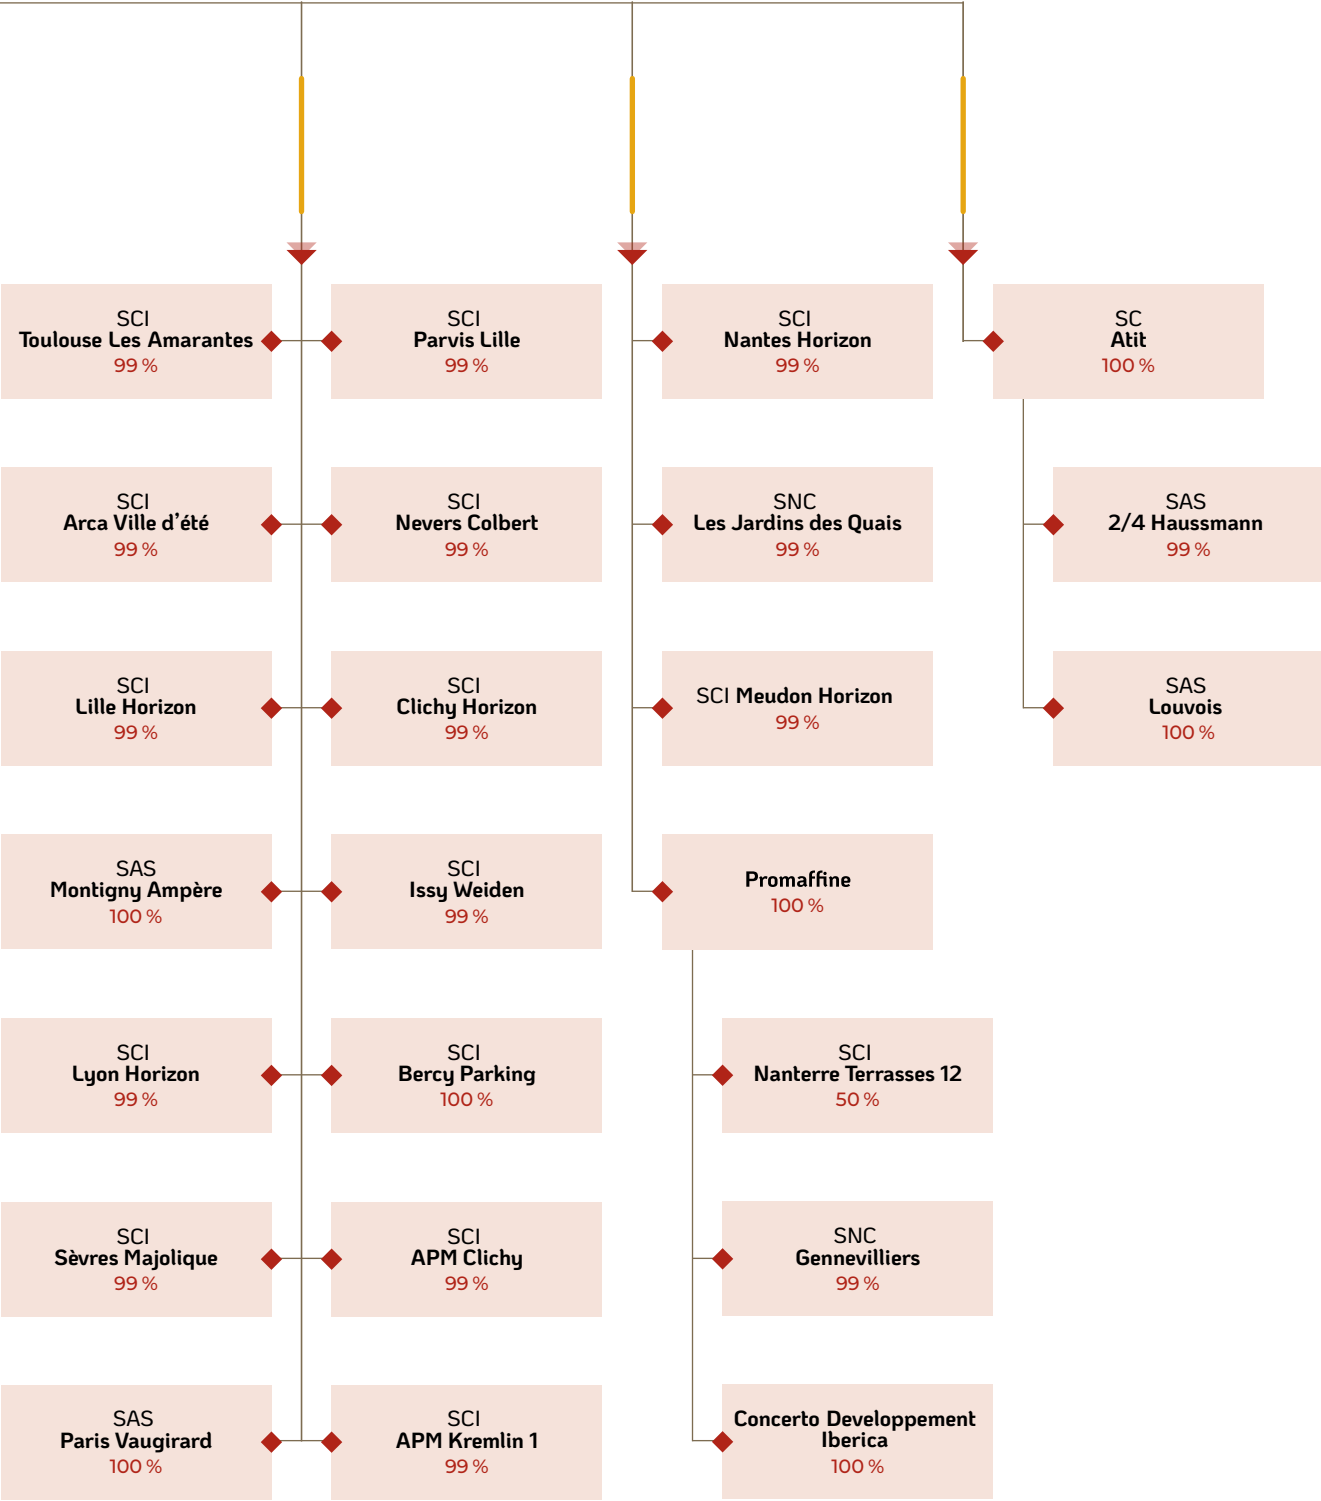 SCI
Toulouse Les Amarantes
99 %
SCI
Parvis Lille
99 %
SCI
Nantes Horizon
99 %
SC
Atit
100 %
SCI
Arca Ville d’été
99 %
SCI
Nevers Colbert
99 %
SNC
Les Jardins des Quais
99 %
SAS
2/4 Haussmann
99 %
SCI
Lille Horizon
99 %
SCI
Clichy Horizon
99 %
SCI Meudon Horizon
99 %
SAS
Louvois
100 %
SAS
Montigny Ampère
100 %
SCI
Issy Weiden
99 %
Promaffine
100 %
SCI
Lyon Horizon
99 %
SCI
Bercy Parking
100 %
SCI
Nanterre Terrasses 12
50 %
SCI
Sèvres Majolique
99 %
SCI
APM Clichy
99 %
SNC
Gennevilliers
99 %
SAS
Paris Vaugirard
100 %
SCI
APM Kremlin 1
99 %
Concerto Developpement
Iberica
100 %